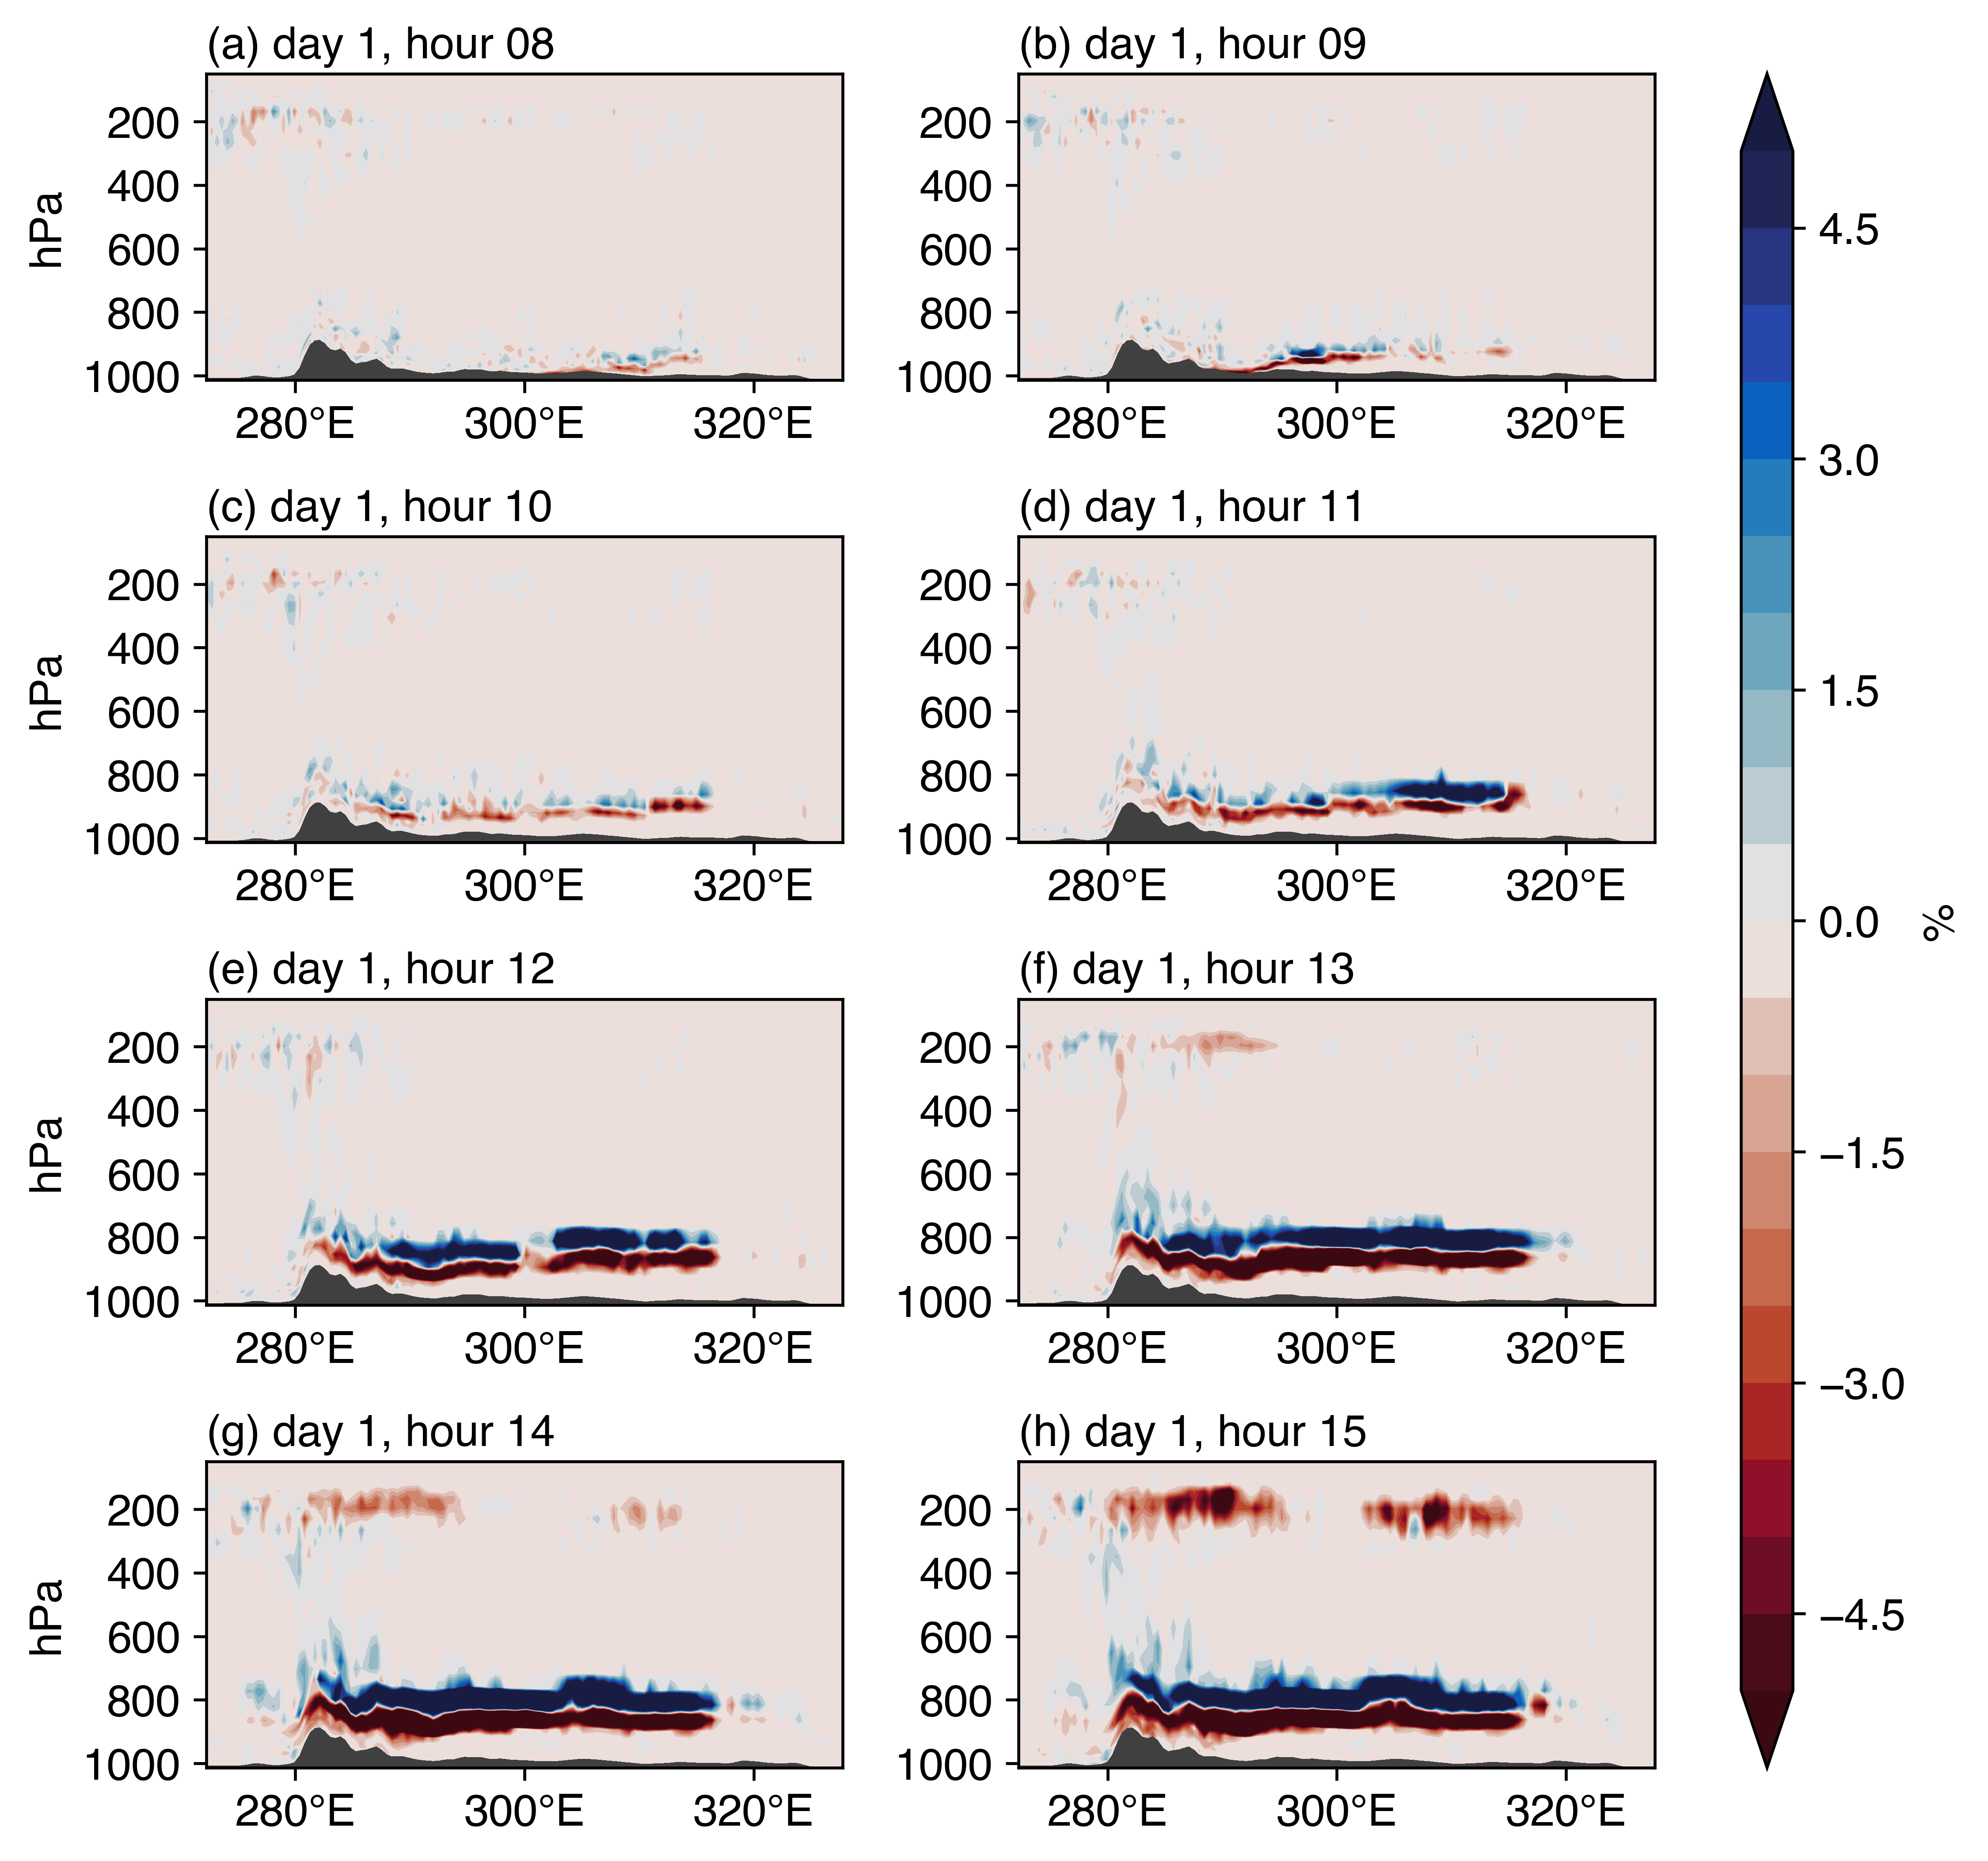 (a) day 1, hour 08
(b) day 1, hour 09
hPa
200
400
600
800
1000
280°E
300°E
320°E
200
400
600
800
1000
280°E
300°E
320°E
(c) day 1, hour 10
(d) day 1, hour 11
hPa
200
400
600
800
1000
280°E
300°E
320°E
200
400
600
800
1000
280°E
300°E
320°E
(e) day 1, hour 12
(f) day 1, hour 13
hPa
200
400
600
800
1000
280°E
300°E
320°E
200
400
600
800
1000
280°E
300°E
320°E
(g) day 1, hour 14
(h) day 1, hour 15
hPa
200
400
600
800
1000
280°E
300°E
320°E
200
400
600
800
1000
280°E
300°E
320°E
4.5
3.0
1.5
0.0
−1.5
−3.0
−4.5
%